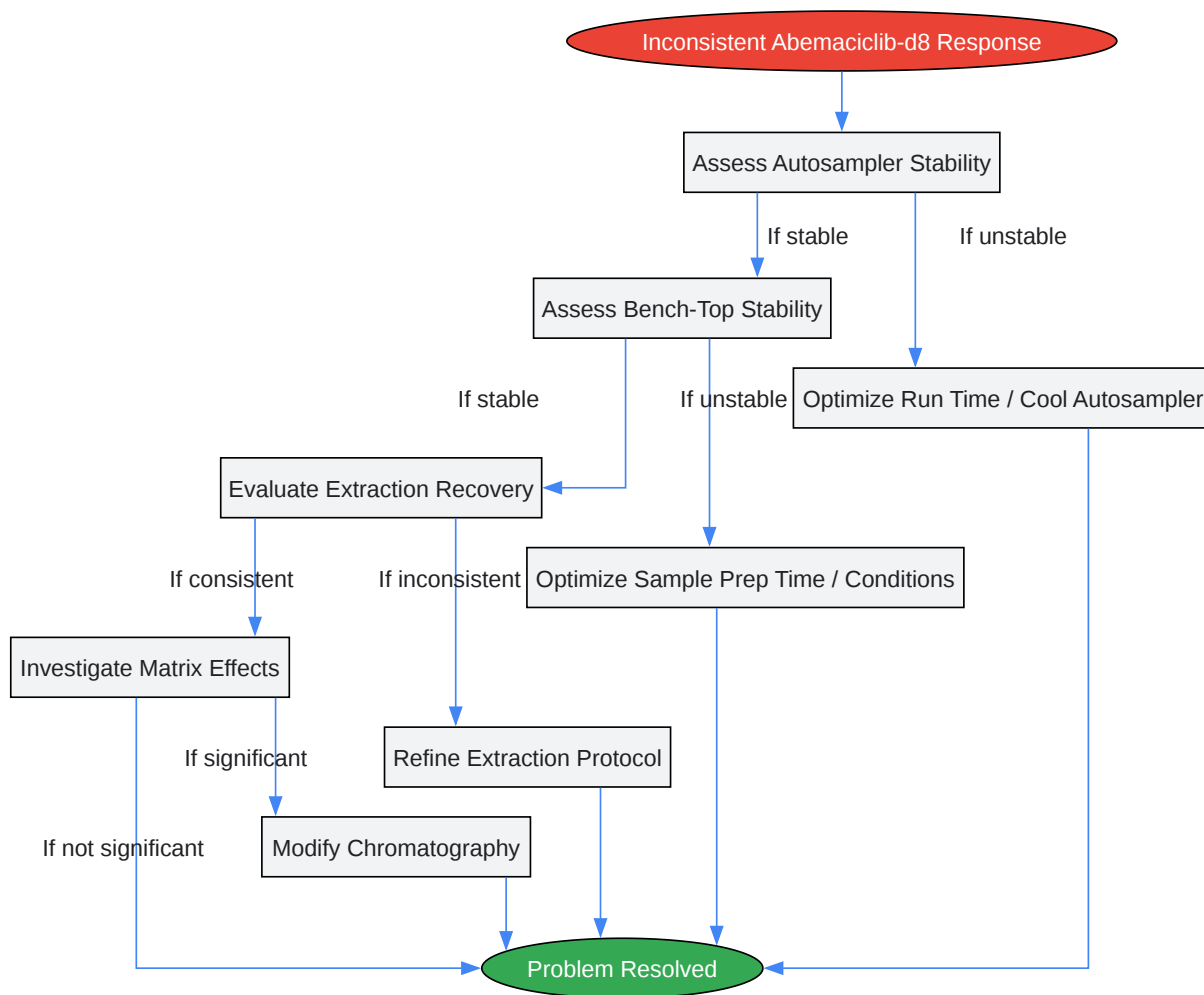 Inconsistent Abemaciclib-d8 Response
Assess Autosampler Stability
If stable
If unstable
Assess Bench-Top Stability
If stable
If unstable
Optimize Run Time / Cool Autosampler
Evaluate Extraction Recovery
If consistent
If inconsistent
Optimize Sample Prep Time / Conditions
Investigate Matrix Effects
If significant
Refine Extraction Protocol
If not significant
Modify Chromatography
Problem Resolved